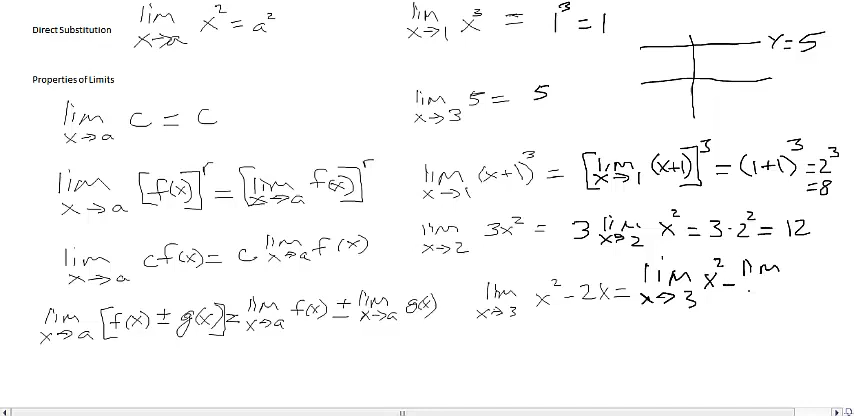 Direct Substitution lim x→a x² = a²
lim x→1 x³ = 1³ = 1
y=5
Properties of Limits
lim x→a c = c
lim x→3 5 = 5
lim x→a [f(x)]ʳ = [lim x→a f(x)]ʳ
lim x→1 (x+1)³ = [lim x→1 (x+1)]³ = (1+1)³ = 2³
= 8
lim x→a cf(x) = c lim x→a f(x)
lim x→2 3x² = 3 lim x→2 x² = 3·2² = 12
lim x→a [f(x) ± g(x)] = lim x→a f(x) ± lim x→a g(x)
lim x→3 x² - 2x = lim x→3 x² - lim